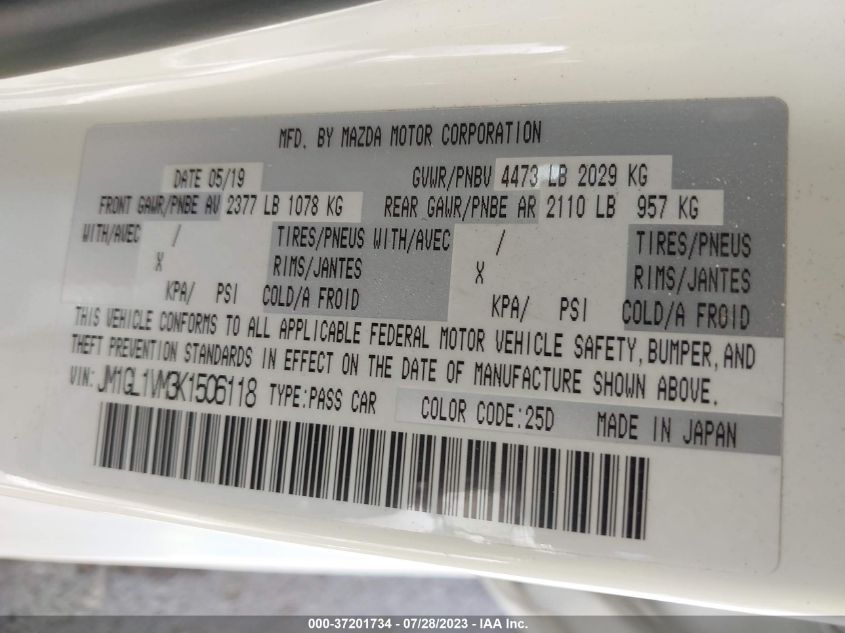 MFD. BY MAZDA MOTOR CORPORATION
DATE 05/19 GVWR/PNBV 4473 LB 2029 KG
FRONT GAWR/PNBE AV 2377 LB 1078 KG REAR GAWR/PNBE AR 2110 LB 957 KG
WITH/AVEC / TIRES/PNEUS WITH/AVEC / TIRES/PNEUS
X RIMS/JANTES X RIMS/JANTES
KPA/ PSI COLD/A FROID KPA/ PSI COLD/A FROID
THIS VEHICLE CONFORMS TO ALL APPLICABLE FEDERAL MOTOR VEHICLE SAFETY, BUMPER, AND
THEFT PREVENTION STANDARDS IN EFFECT ON THE DATE OF MANUFACTURE SHOWN ABOVE.
VIN: JM1GL1VM3K1506118 TYPE:PASS CAR COLOR CODE:25D MADE IN JAPAN
000-37201734 - 07/28/2023 - IAA Inc.